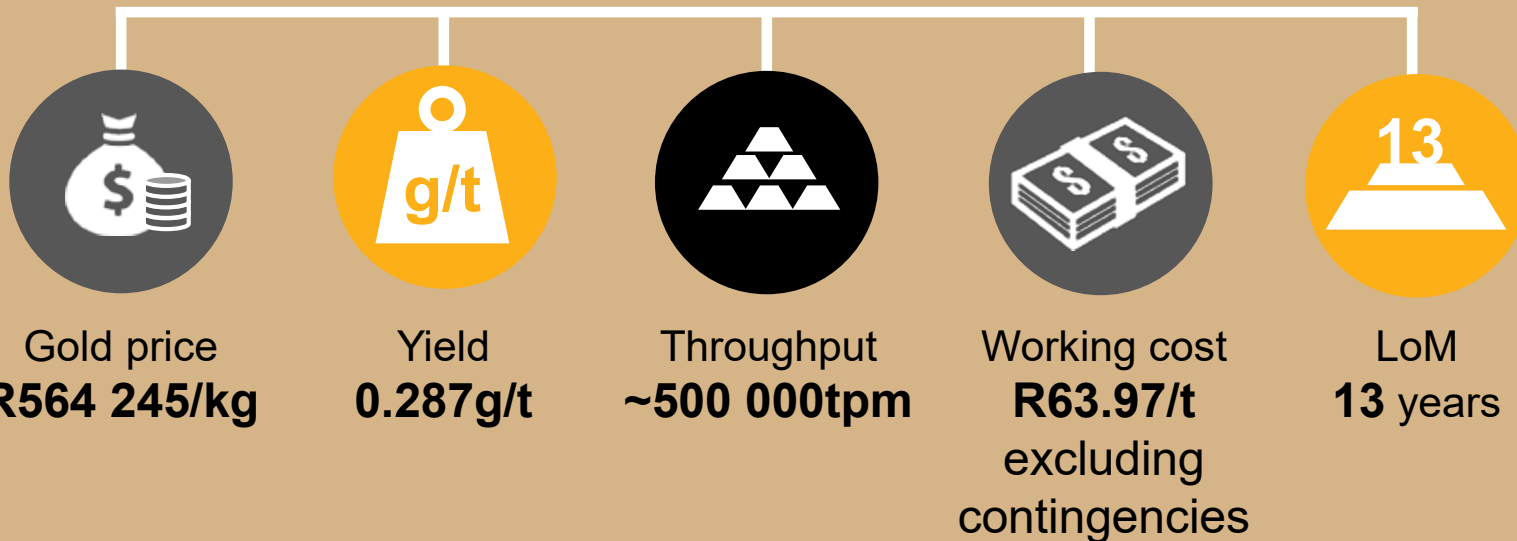 $
g/t
$ $
13
Gold price
R564 245/kg
Yield
0.287g/t
Throughput
~500 000tpm
Working cost
R63.97/t
excluding
contingencies
LoM
13 years